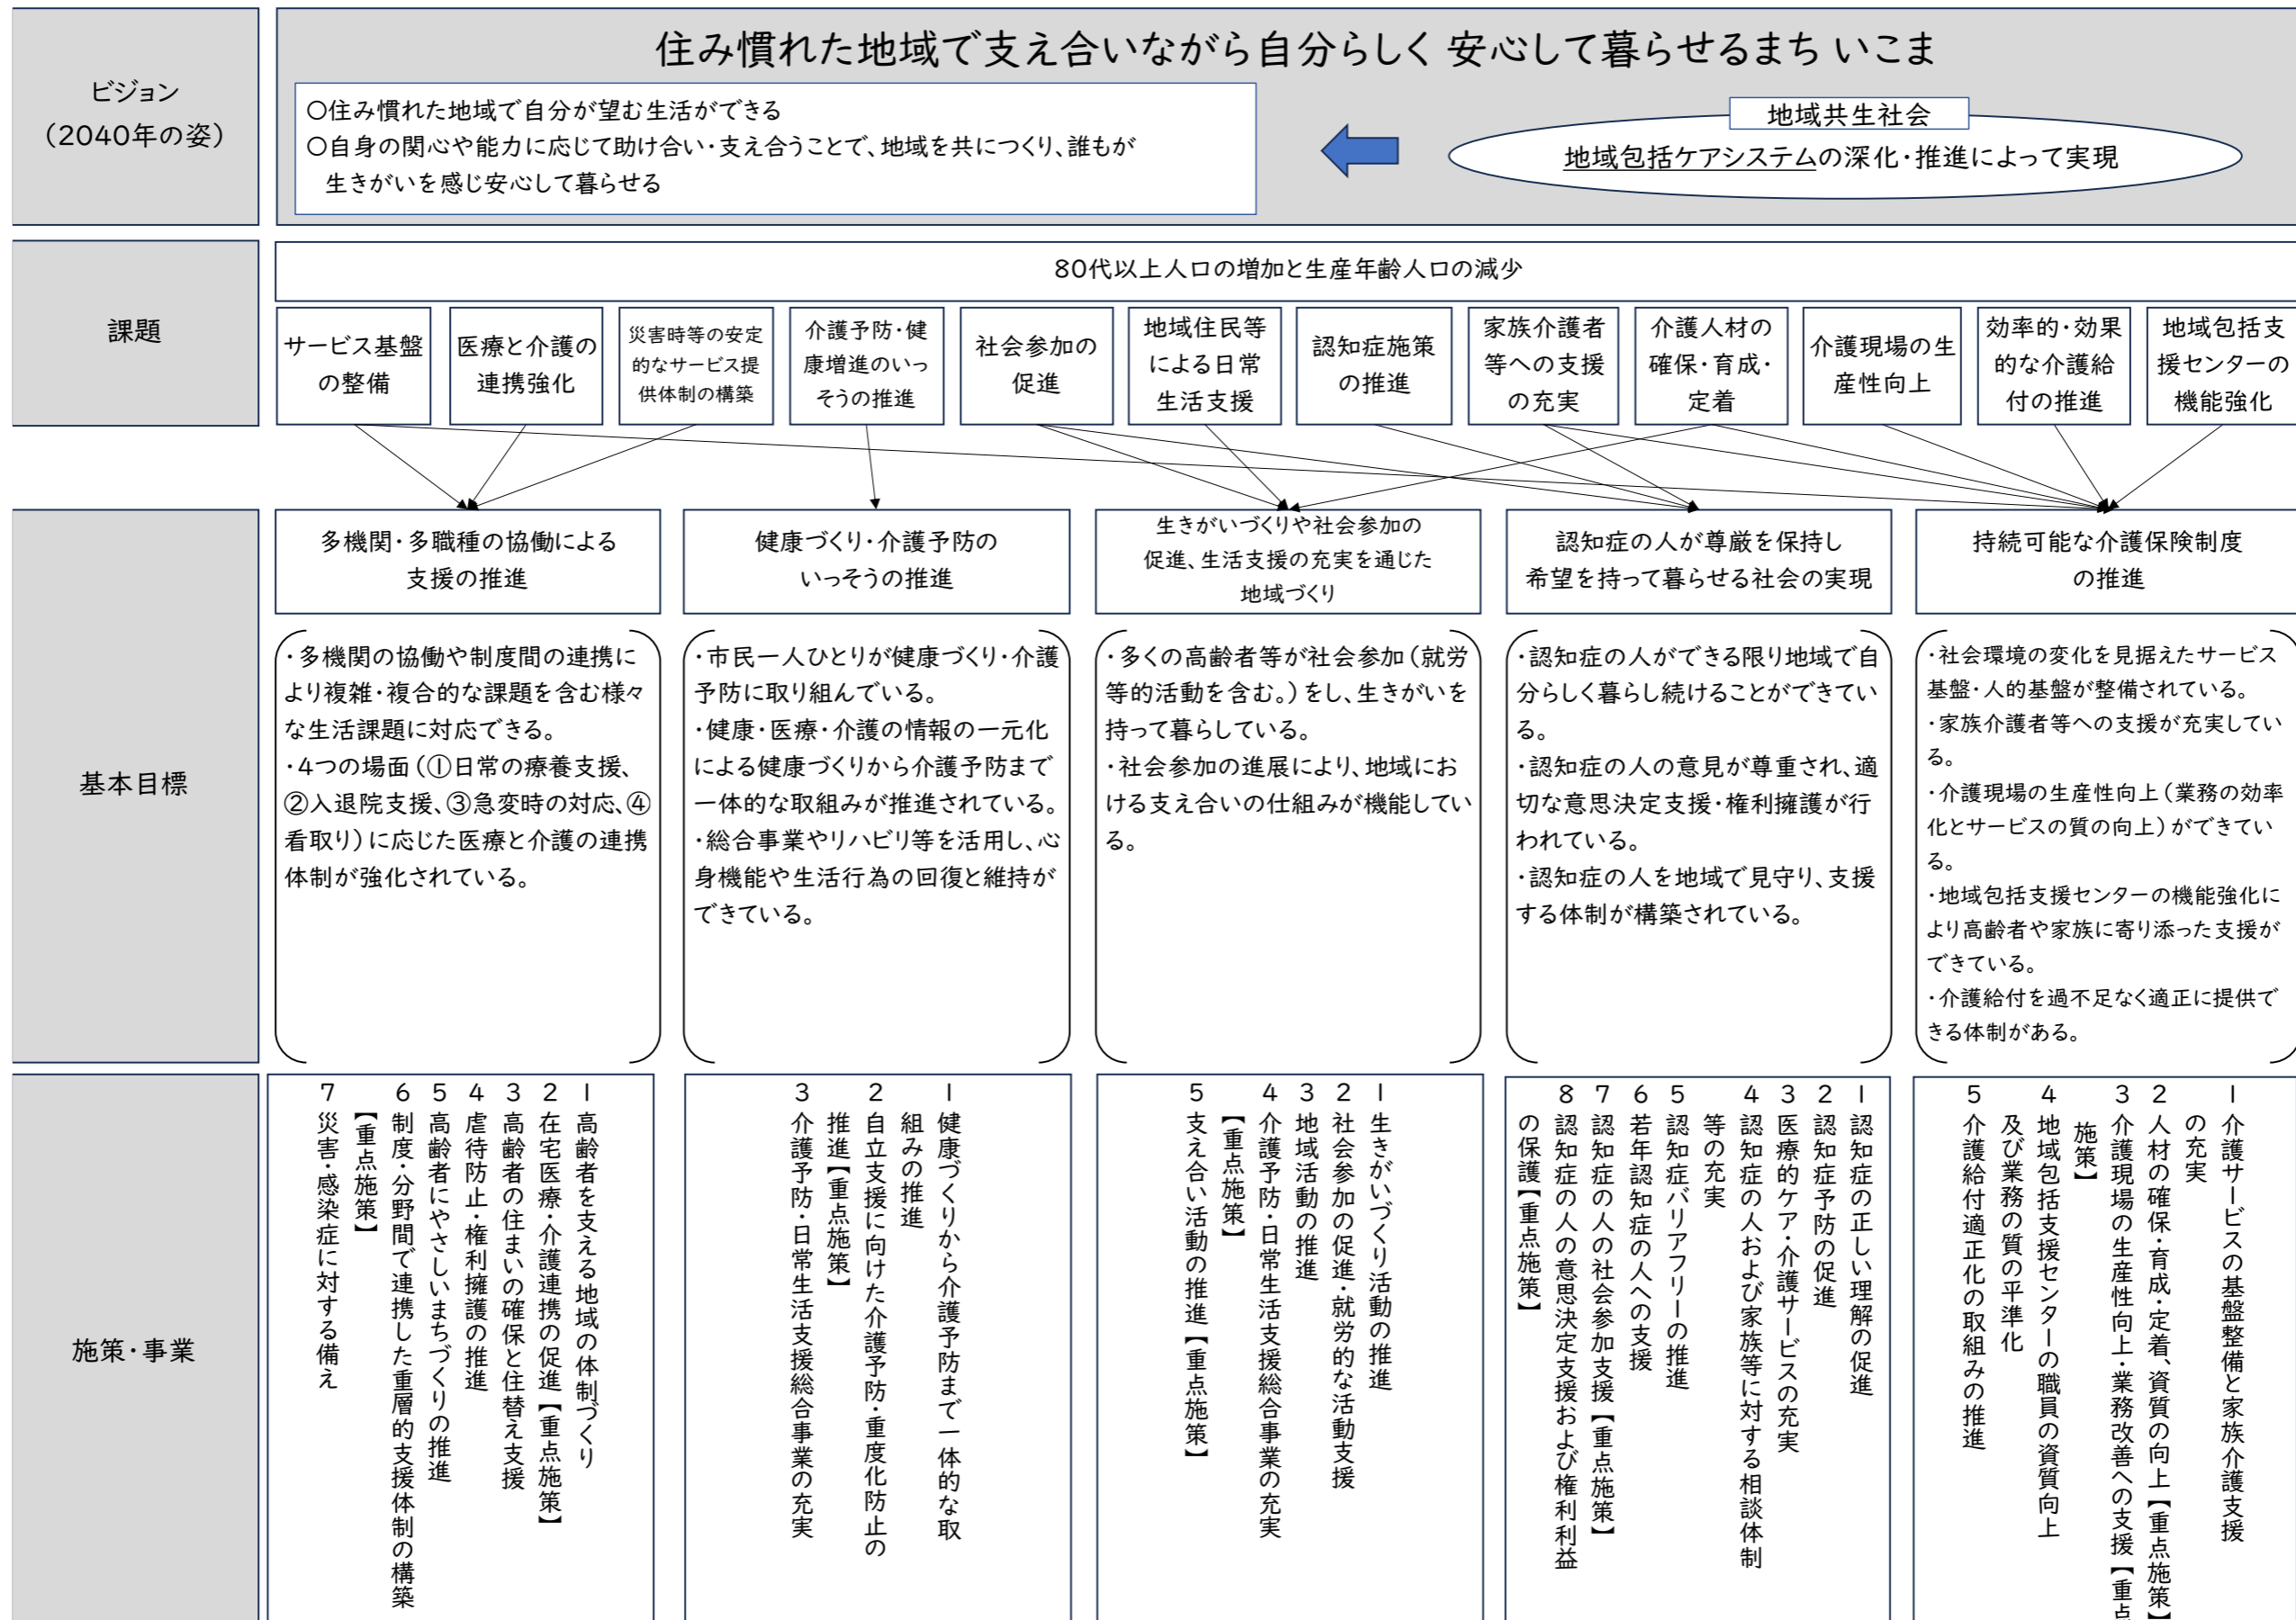 ビジョン
（2040年の姿）
住み慣れた地域で支え合いながら自分らしく 安心して暮らせるまち いこま
〇住み慣れた地域で自分が望む生活ができる
〇自身の関心や能力に応じて助け合い・支え合うことで、地域を共につくり、誰もが
生きがいを感じ安心して暮らせる
地域共生社会
地域包括ケアシステムの深化・推進によって実現
課題
80代以上人口の増加と生産年齢人口の減少
サービス基盤
の整備
医療と介護の
連携強化
災害時等の安定
的なサービス提
供体制の構築
介護予防・健
康増進のいっ
そうの推進
社会参加の
促進
地域住民等
による日常
生活支援
認知症施策
の推進
家族介護者
等への支援
の充実
介護人材の
確保・育成・
定着
介護現場の生
産性向上
効率的・効果
的な介護給
付の推進
地域包括支
援センターの
機能強化
基本目標
多機関・多職種の協働による
支援の推進
健康づくり・介護予防の
いっそうの推進
生きがいづくりや社会参加の
促進、生活支援の充実を通じた
地域づくり
認知症の人が尊厳を保持し
希望を持って暮らせる社会の実現
持続可能な介護保険制度
の推進
・多機関の協働や制度間の連携に
より複雑・複合的な課題を含む様々
な生活課題に対応できる。
・4つの場面（①日常の療養支援、
②入退院支援、③急変時の対応、④
看取り）に応じた医療と介護の連携
体制が強化されている。
・市民一人ひとりが健康づくり・介護
予防に取り組んでいる。
・健康・医療・介護の情報の一元化
による健康づくりから介護予防まで
一体的な取組みが推進されている。
・総合事業やリハビリ等を活用し、心
身機能や生活行為の回復と維持が
できている。
・多くの高齢者等が社会参加（就労
等的活動を含む。）をし、生きがいを
持って暮らしている。
・社会参加の進展により、地域にお
ける支え合いの仕組みが機能してい
る。
・認知症の人ができる限り地域で自
分らしく暮らし続けることができてい
る。
・認知症の人の意見が尊重され、適
切な意思決定支援・権利擁護が行
われている。
・認知症の人を地域で見守り、支援
する体制が構築されている。
・社会環境の変化を見据えたサービス
基盤・人的基盤が整備されている。
・家族介護者等への支援が充実してい
る。
・介護現場の生産性向上（業務の効率
化とサービスの質の向上）ができてい
る。
・地域包括支援センターの機能強化に
より高齢者や家族に寄り添った支援が
できている。
・介護給付を過不足なく適正に提供で
きる体制がある。
施策・事業
1 高齢者を支える地域の体制づくり
2 在宅医療・介護連携の促進【重点施策】
3 高齢者の住まいの確保と住替え支援
4 虐待防止・権利擁護の推進
5 高齢者にやさしいまちづくりの推進
6 制度・分野間で連携した重層的支援体制の構築
【重点施策】
7 災害・感染症に対する備え
1 健康づくりから介護予防まで一体的な取
組みの推進
2 自立支援に向けた介護予防・重度化防止の
推進【重点施策】
3 介護予防・日常生活支援総合事業の充実
1 生きがいづくり活動の推進
2 社会参加の促進・就労的な活動支援
3 地域活動の推進
4 介護予防・日常生活支援総合事業の充実
【重点施策】
5 支え合い活動の推進【重点施策】
1 認知症の正しい理解の促進
2 認知症予防の促進
3 医療的ケア・介護サービスの充実
4 認知症の人および家族等に対する相談体制
等の充実
5 認知症バリアフリーの推進
6 若年認知症の人への支援
7 認知症の人の社会参加支援【重点施策】
8 認知症の人の意思決定支援および権利利益
の保護【重点施策】
1 介護サービスの基盤整備と家族介護支援
の充実
2 人材の確保・育成・定着、資質の向上【重点施策】
3 介護現場の生産性向上・業務改善への支援【重点
施策】
4 地域包括支援センターの職員の資質向上
及び業務の質の平準化
5 介護給付適正化の取組みの推進